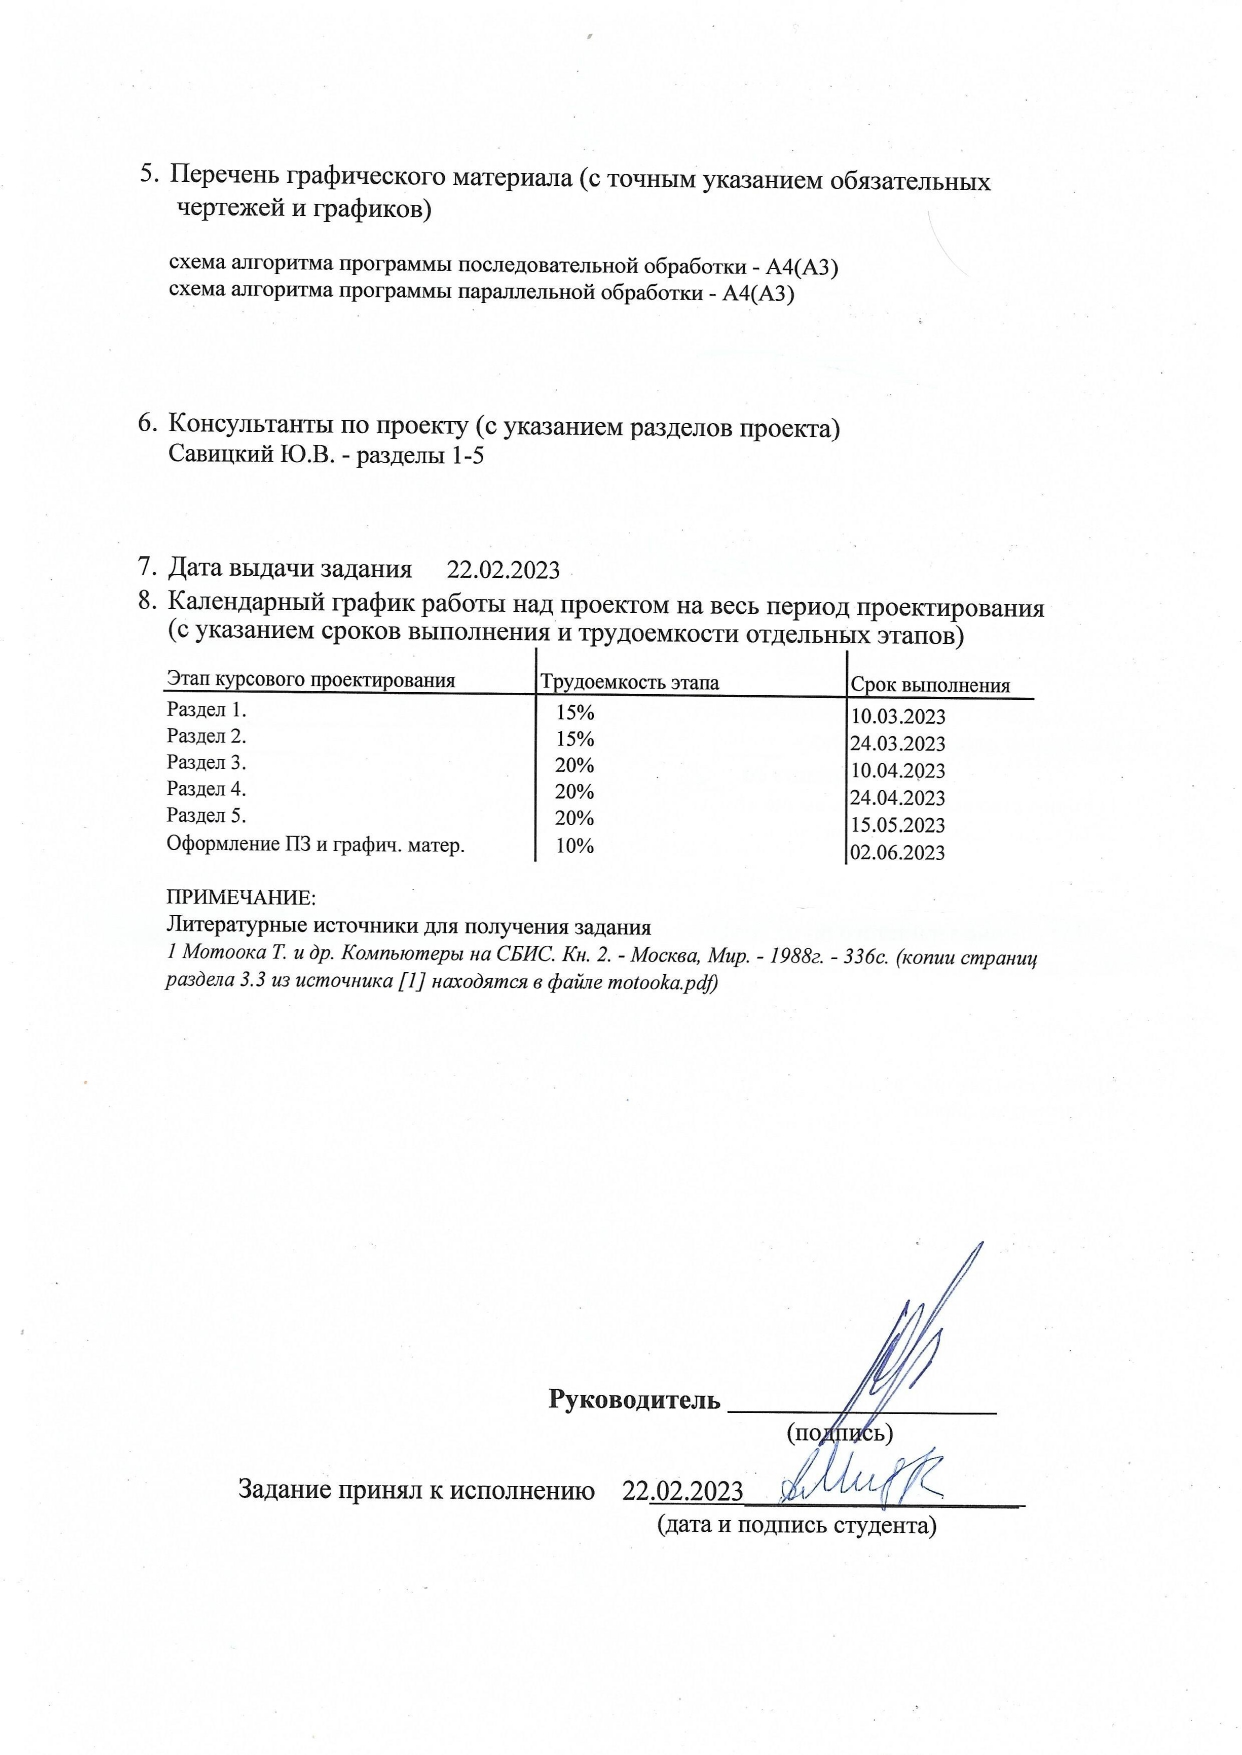 5. Перечень графического материала (с точным указанием обязательных
чертежей и графиков)
схема алгоритма программы последовательной обработки - А4(А3)
схема алгоритма программы параллельной обработки - А4(А3)
6. Консультанты по проекту (с указанием разделов проекта)
Савицкий Ю.В. - разделы 1-5
7. Дата выдачи задания 22.02.2023
8. Календарный график работы над проектом на весь период проектирования
(с указанием сроков выполнения и трудоемкости отдельных этапов)
Этап курсового проектирования Трудоемкость этапа Срок выполнения
Раздел 1. 15% 10.03.2023
Раздел 2. 15% 24.03.2023
Раздел 3. 20% 10.04.2023
Раздел 4. 20% 24.04.2023
Раздел 5. 20% 15.05.2023
Оформление ПЗ и графич. матер. 10% 02.06.2023
ПРИМЕЧАНИЕ:
Литературные источники для получения задания
1 Мотоока Т. и др. Компьютеры на СБИС. Кн. 2. - Москва, Мир. - 1988г. - 336с. (копии страниц
раздела 3.3 из источника [1] находятся в файле motooka.pdf)
Руководитель
(подпись)
Задание принял к исполнению 22.02.2023
(дата и подпись студента)